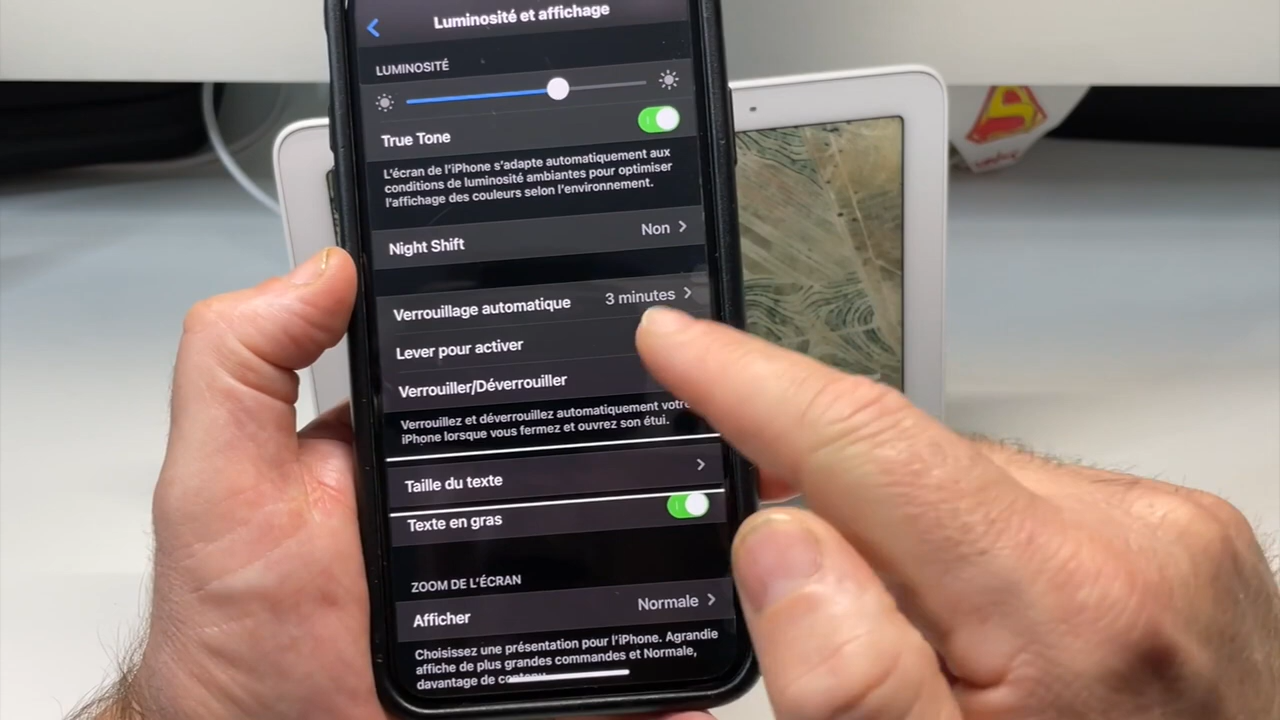 Luminosité et affichage
LUMINOSITÉ
True Tone
L'écran de l'iPhone s'adapte automatiquement aux
conditions de luminosité ambiantes pour optimiser
l'affichage des couleurs selon l'environnement.
Night Shift Non
Verrouillage automatique 3 minutes
Lever pour activer
Verrouiller/Déverrouiller
Verrouillez et déverrouillez automatiquement votre
iPhone lorsque vous fermez et ouvrez son étui.
Taille du texte
Texte en gras
ZOOM DE L'ÉCRAN
Afficher Normale
Choisissez une présentation pour l'iPhone. Agrandie
affiche de plus grandes commandes et Normale,
davantage de